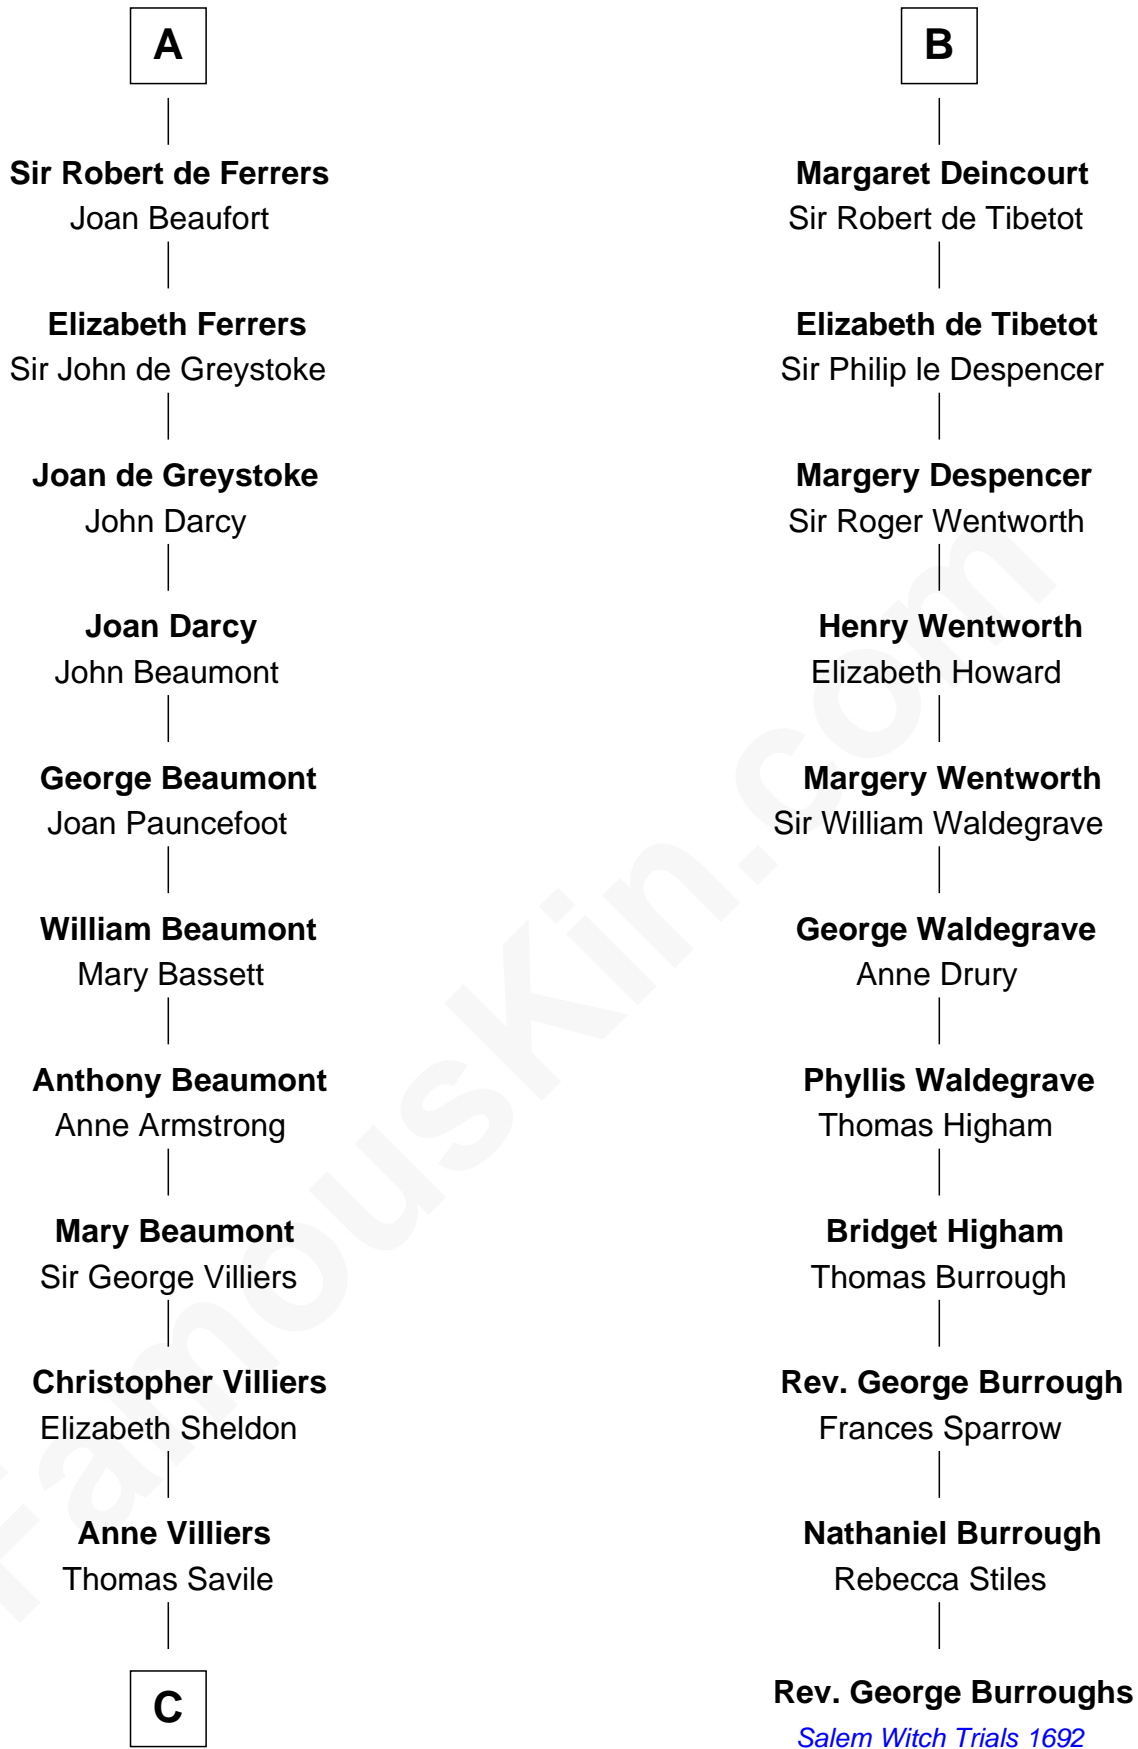 A
Sir Robert de Ferrers
Joan Beaufort
Elizabeth Ferrers
Sir John de Greystoke
Joan de Greystoke
John Darcy
Joan Darcy
John Beaumont
George Beaumont
Joan Pauncefoot
William Beaumont
Mary Bassett
Anthony Beaumont
Anne Armstrong
Mary Beaumont
Sir George Villiers
Christopher Villiers
Elizabeth Sheldon
Anne Villiers
Thomas Savile
C
B
Margaret Deincourt
Sir Robert de Tibetot
Elizabeth de Tibetot
Sir Philip le Despencer
Margery Despencer
Sir Roger Wentworth
Henry Wentworth
Elizabeth Howard
Margery Wentworth
Sir William Waldegrave
George Waldegrave
Anne Drury
Phyllis Waldegrave
Thomas Higham
Bridget Higham
Thomas Burrough
Rev. George Burrough
Frances Sparrow
Nathaniel Burrough
Rebecca Stiles
Rev. George Burroughs
Salem Witch Trials 1692
FamousKin.com